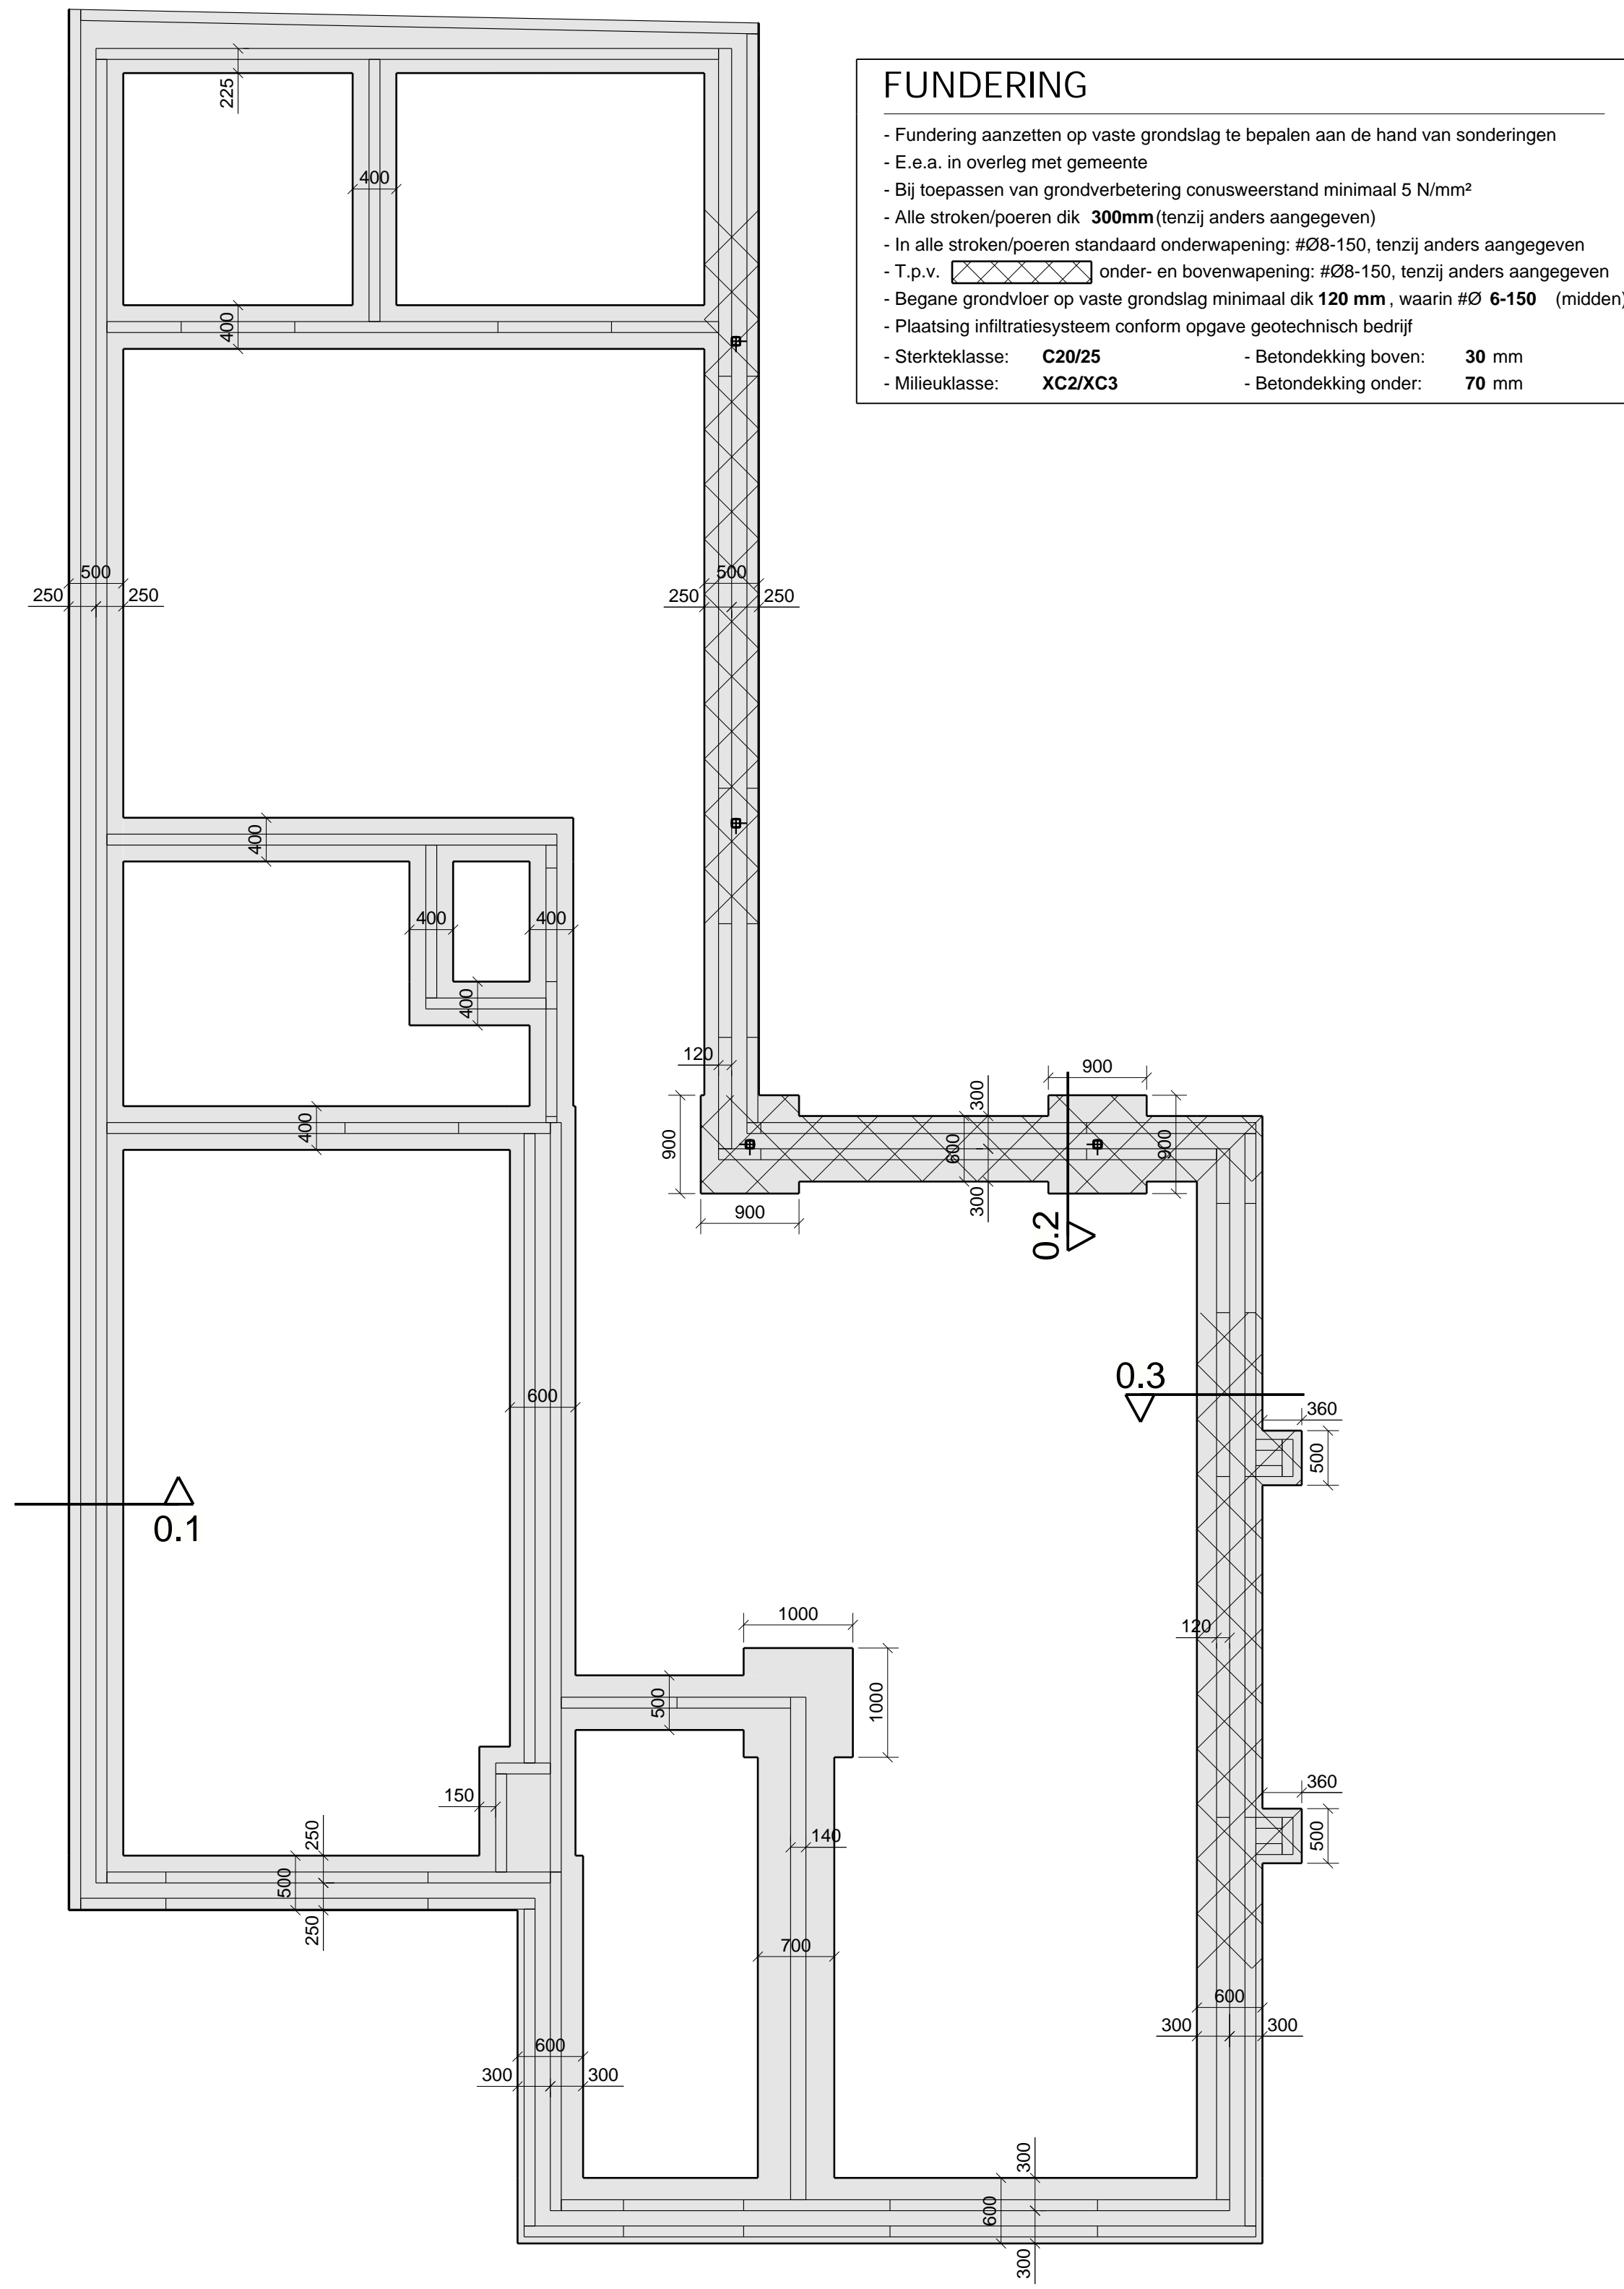 FUNDERING
- Fundering aanzetten op vaste grondslag te bepalen aan de hand van sonderingen
- E.e.a. in overleg met gemeente
- Bij toepassen van grondverbetering conusweerstand minimaal 5 N/mm²
- Alle stroken/poeren dik 300mm (tenzij anders aangegeven)
- In alle stroken/poeren standaard onderwapening: #Ø8-150, tenzij anders aangegeven
- T.p.v. onder- en bovenwapening: #Ø8-150, tenzij anders aangegeven
- Begane grondvloer op vaste grondslag minimaal dik 120 mm , waarin #Ø 6-150 (midden)
- Plaatsing infiltratiesysteem conform opgave geotechnisch bedrijf
- Sterkteklasse: C20/25 - Betondekking boven: 30 mm
- Milieuklasse: XC2/XC3 - Betondekking onder: 70 mm
225
400
400
500 500
250 250 250 250
400
400 400
400
120 900
300
400 900 600 900
300
900
0.2
0.3
600 360
500
0.1
1000
120
500 1000
360
150
250 140 500
500
250
700
600
300 300
600
300 300
300
600
300